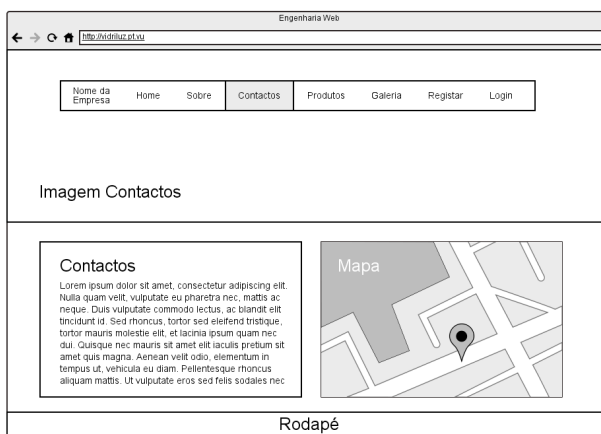 Engenharia Web
http://vidriluz.pt.vu
Nome da
Empresa
Home
Sobre
Contactos
Produtos
Galeria
Registar
Login
Imagem Contactos
Contactos
Lorem ipsum dolor sit amet, consectetur adipiscing elit.
Nulla quam velit, vulputate eu pharetra nec, mattis ac
neque. Duis vulputate commodo lectus, ac blandit elit
tincidunt id. Sed rhoncus, tortor sed eleifend tristique,
tortor mauris molestie elit, et lacinia ipsum quam nec
dui. Quisque nec mauris sit amet elit iaculis pretium sit
amet quis magna. Aenean velit odio, elementum in
tempus ut, vehicula eu diam. Pellentesque rhoncus
aliquam mattis. Ut vulputate eros sed felis sodales nec
Mapa
Rodapé